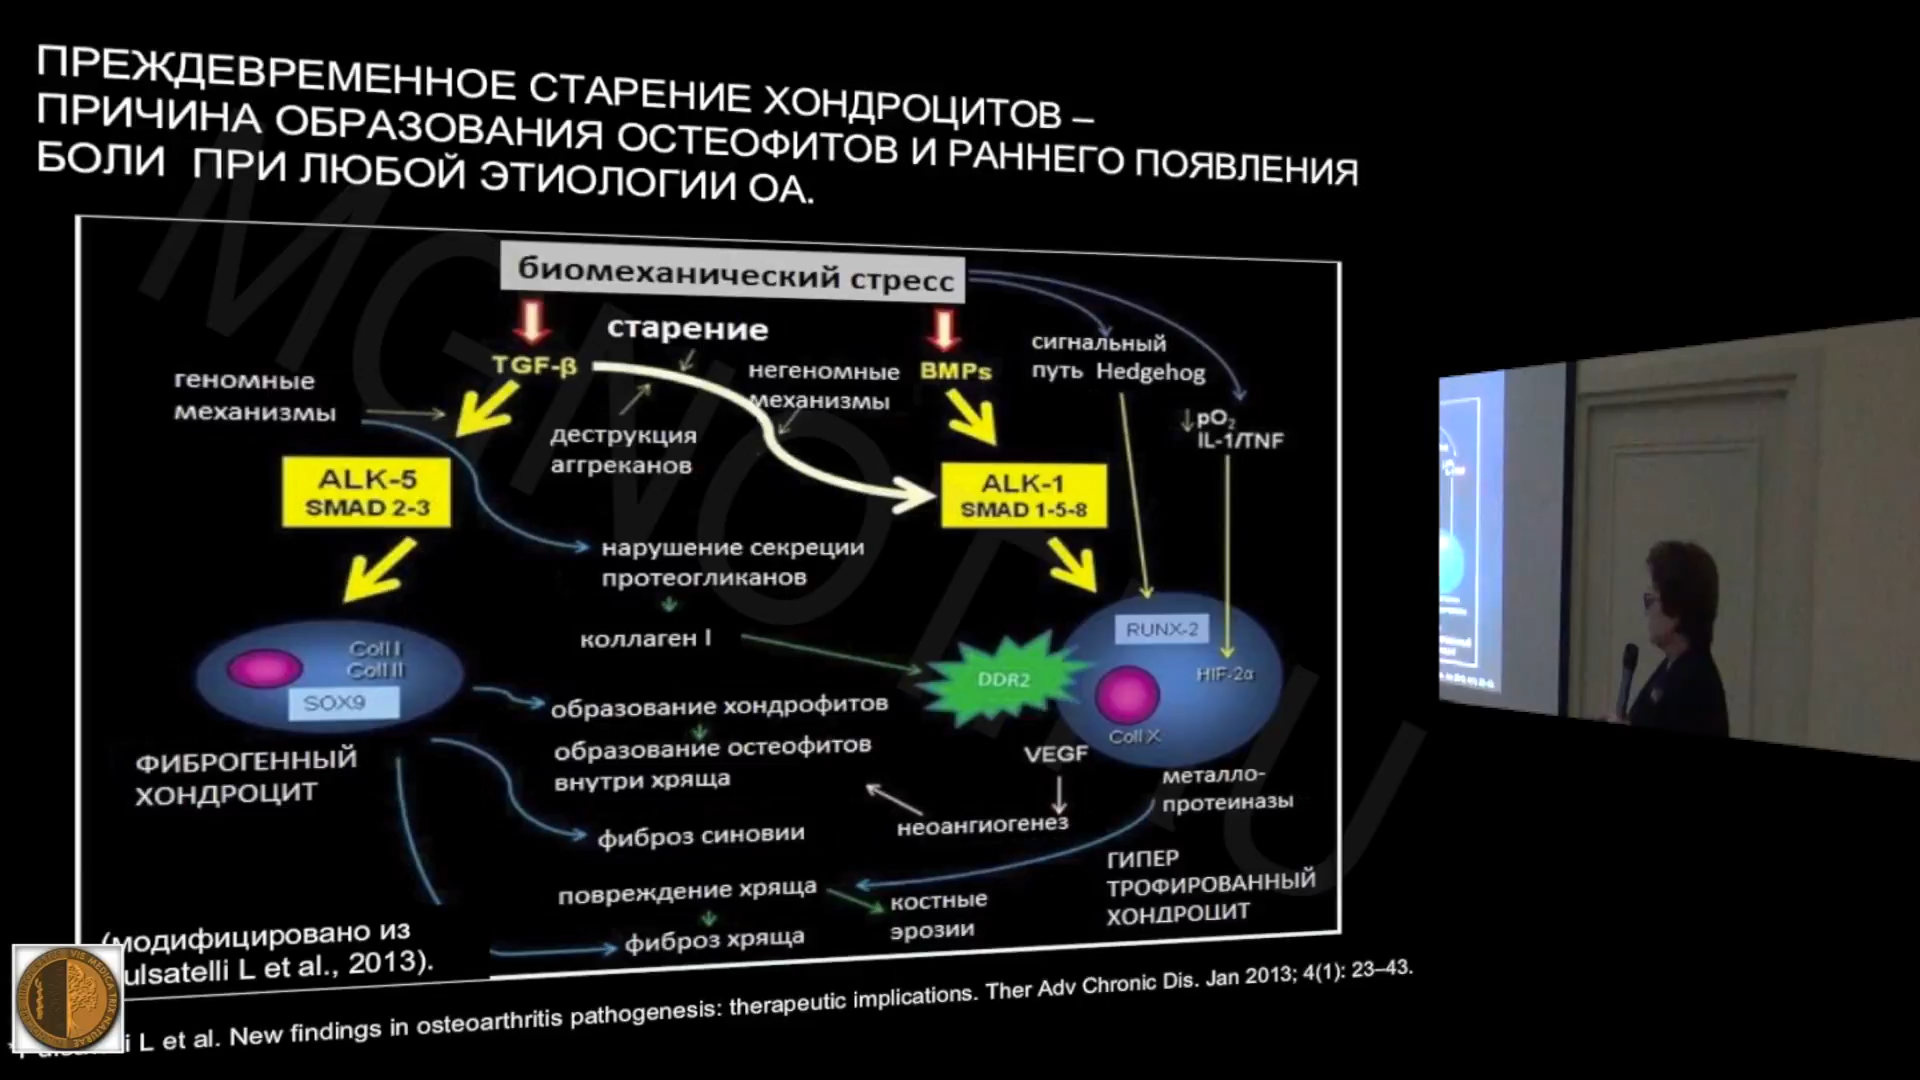 ПРЕЖДЕВРЕМЕННОЕ СТАРЕНИЕ ХОНДРОЦИТОВ –
ПРИЧИНА ОБРАЗОВАНИЯ ОСТЕОФИТОВ И РАННЕГО ПОЯВЛЕНИЯ
БОЛИ ПРИ ЛЮБОЙ ЭТИОЛОГИИ ОА.
биомеханический стресс
старение
TGF-β
BMPs
сигнальный
путь Hedgehog
геномные
механизмы
негеномные
механизмы
↓pO₂
IL-1/TNF
деструкция
аггреканов
ALK-5
SMAD 2-3
ALK-1
SMAD 1-5-8
нарушение секреции
протеогликанов
коллаген I
RUNX-2
HIF-2α
DDR2
Coll X
Coll I
Coll II
SOX9
образование хондрофитов
образование остеофитов
внутри хряща
VEGF
металло-
протеиназы
ФИБРОГЕННЫЙ
ХОНДРОЦИТ
неоангиогенез
фиброз синовии
повреждение хряща
костные
эрозии
фиброз хряща
ГИПЕР
ТРОФИРОВАННЫЙ
ХОНДРОЦИТ
(модифицировано из
ulsatelli L et al., 2013).
L et al. New findings in osteoarthritis pathogenesis: therapeutic implications. Ther Adv Chronic Dis. Jan 2013; 4(1): 23–43.